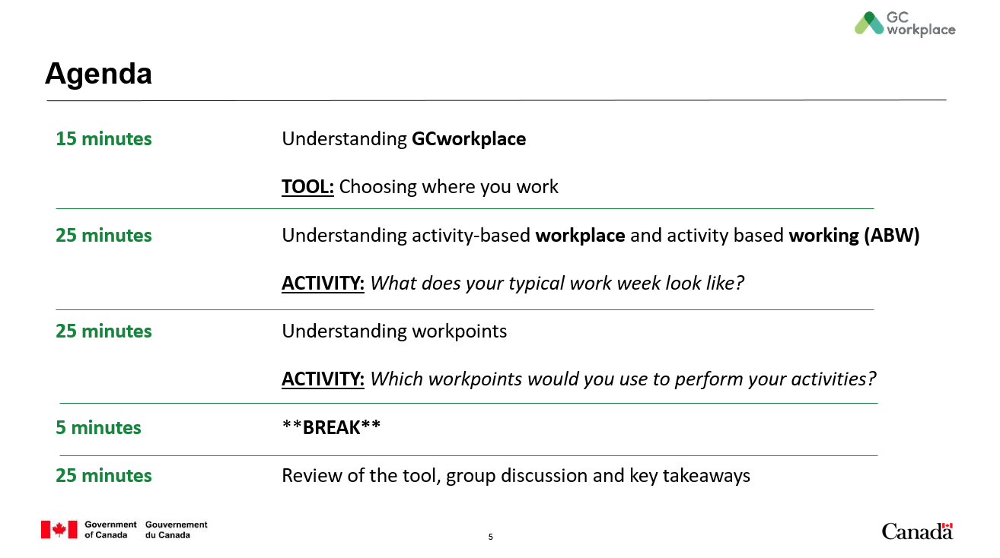 GC
workplace
Agenda
15 minutes
Understanding GCworkplace
TOOL: Choosing where you work
25 minutes
Understanding activity-based workplace and activity based working (ABW)
ACTIVITY: What does your typical work week look like?
25 minutes
Understanding workpoints
ACTIVITY: Which workpoints would you use to perform your activities?
5 minutes
**BREAK**
25 minutes
Review of the tool, group discussion and key takeaways
Government
of Canada
Gouvernement
du Canada
5
Canada